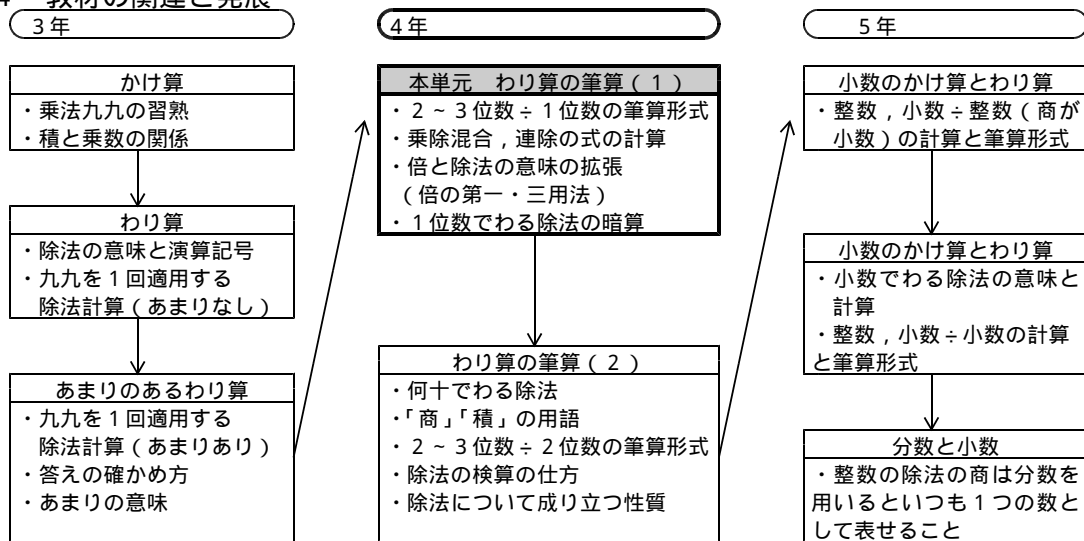 4 教材の関連と発展
3年
かけ算
・乗法九九の習熟
・積と乗数の関係
わり算
・除法の意味と演算記号
・九九を1回適用する
除法計算(あまりなし)
あまりのあるわり算
・九九を1回適用する
除法計算(あまりあり)
・答えの確かめ方
・あまりの意味
4年
本単元 わり算の筆算(1)
・2~3位数÷1位数の筆算形式
・乗除混合,連除の式の計算
・倍と除法の意味の拡張
(倍の第一・三用法)
・1位数でわる除法の暗算
わり算の筆算(2)
・何十でわる除法
・「商」「積」の用語
・2~3位数÷2位数の筆算形式
・除法の検算の仕方
・除法について成り立つ性質
5年
小数のかけ算とわり算
・整数,小数÷整数(商が
小数)の計算と筆算形式
小数のかけ算とわり算
・小数でわる除法の意味と
計算
・整数,小数÷小数の計算
と筆算形式
分数と小数
・整数の除法の商は分数を
用いるといつも1つの数と
して表せること